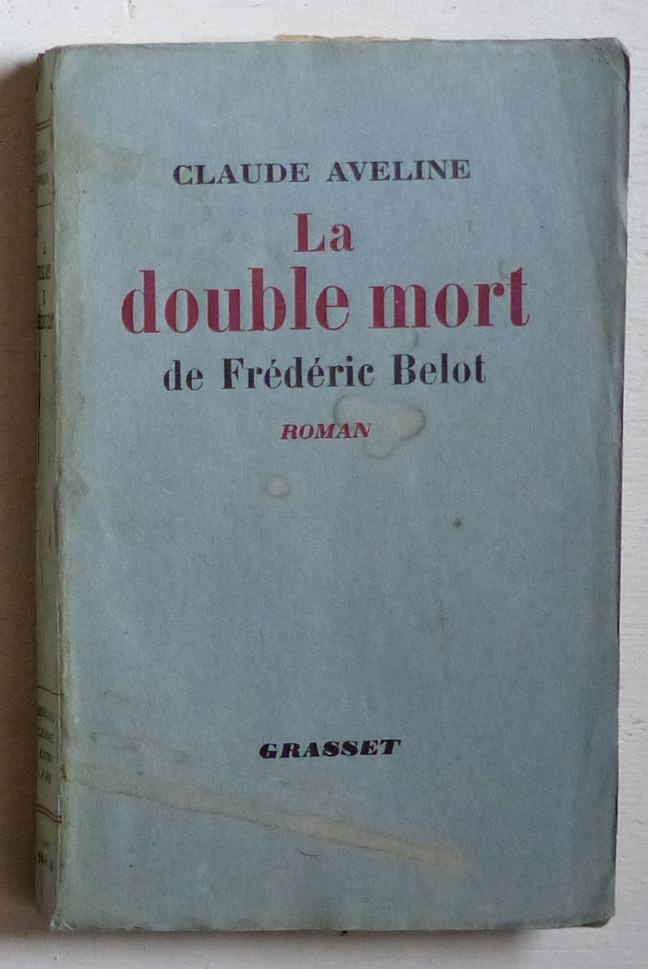 CLAUDE AVELINE
La
double mort
de Frédéric Belot
ROMAN
GRASSET